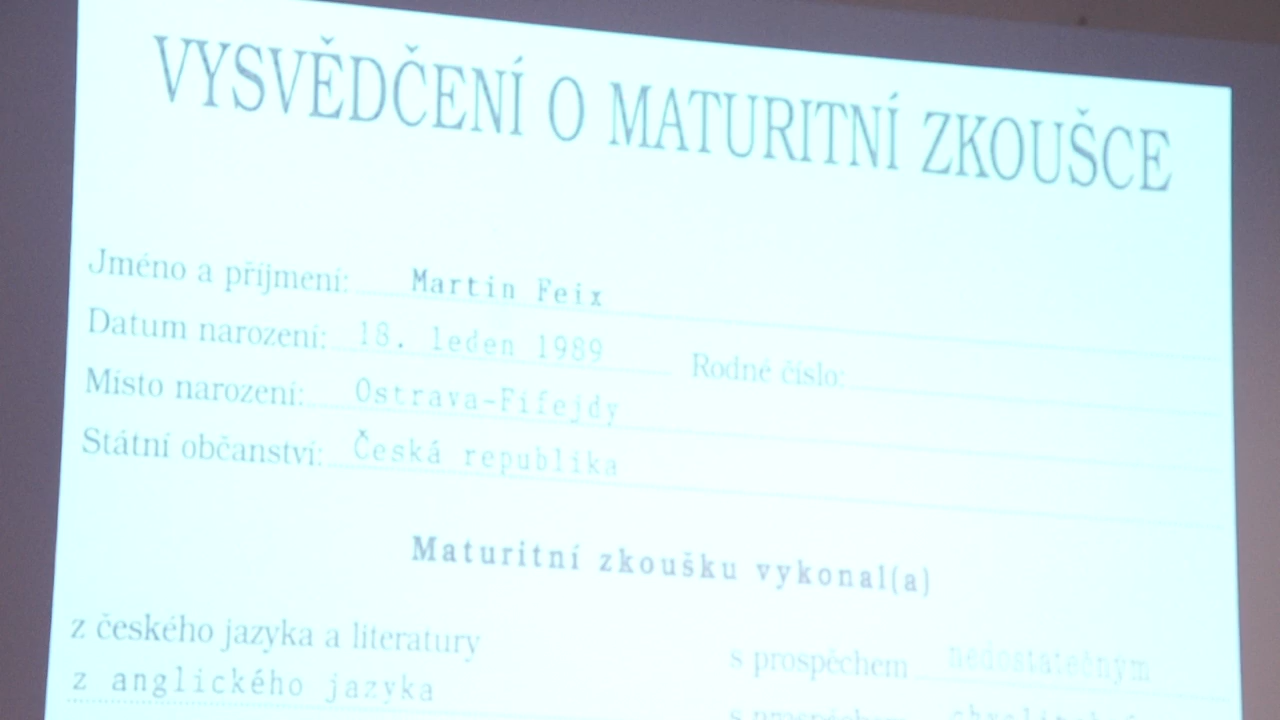 VYSVĚDČENÍ O MATURITNÍ ZKOUŠCE
Jméno a příjmení: Martin Feix
Datum narození: 18. leden 1989 Rodné číslo:
Místo narození: Ostrava-Fifejdy
Státní občanství: Česká republika
Maturitní zkoušku vykonal(a)
z českého jazyka a literatury s prospěchem nedostatečným
z anglického jazyka s prospěchem